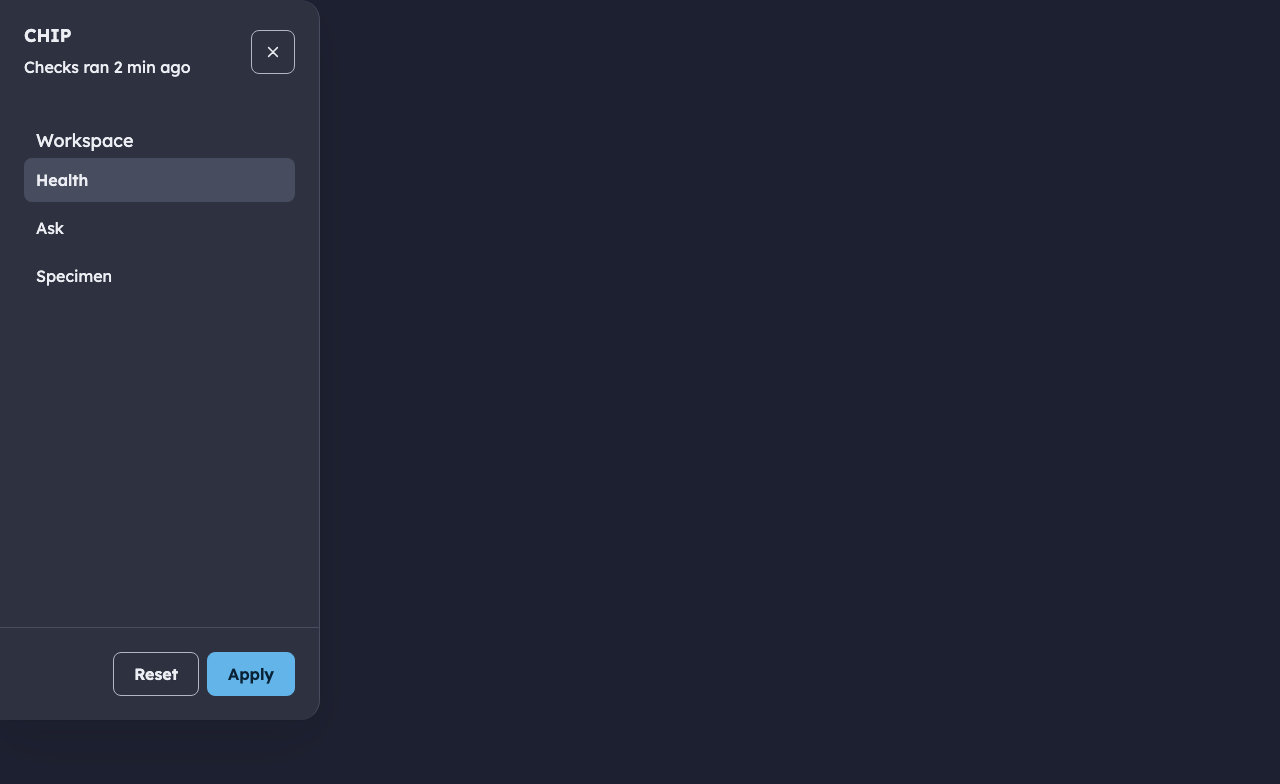 CHIP
Checks ran 2 min ago
Workspace
Health
Ask
Specimen
Reset
Apply